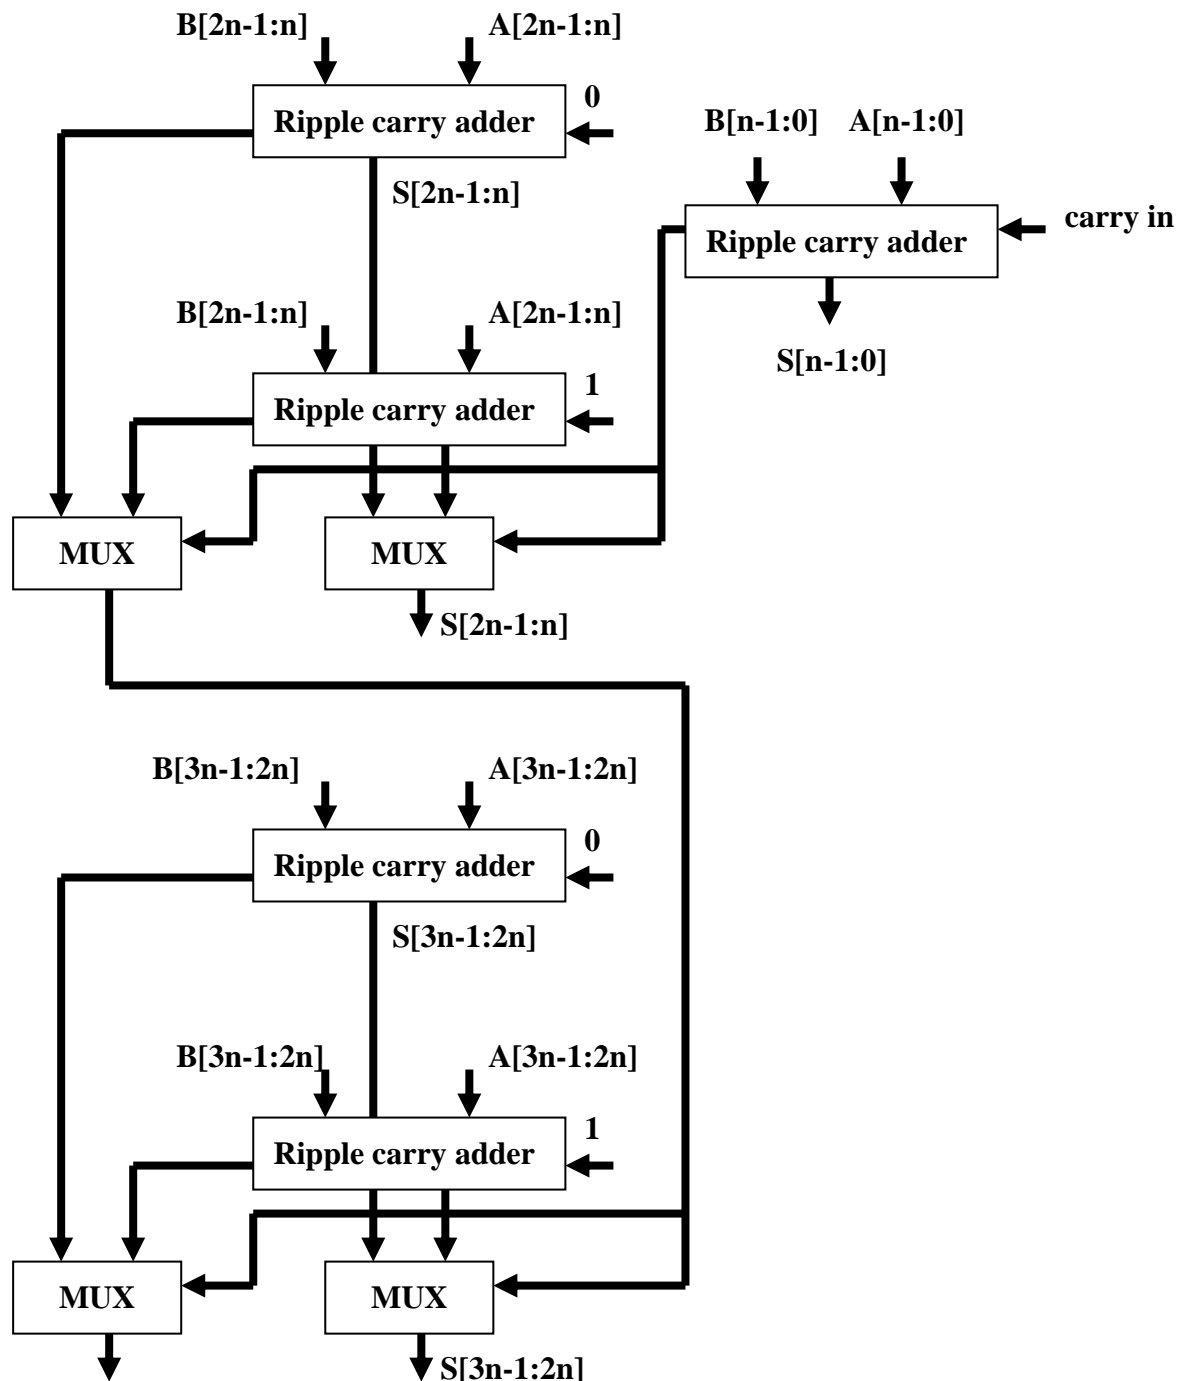 B[2n-1:n] A[2n-1:n]
0
Ripple carry adder
S[2n-1:n]
B[n-1:0] A[n-1:0]
carry in
Ripple carry adder
S[n-1:0]
B[2n-1:n] A[2n-1:n]
1
Ripple carry adder
MUX MUX
S[2n-1:n]
B[3n-1:2n] A[3n-1:2n]
0
Ripple carry adder
S[3n-1:2n]
B[3n-1:2n] A[3n-1:2n]
1
Ripple carry adder
MUX MUX
S[3n-1:2n]